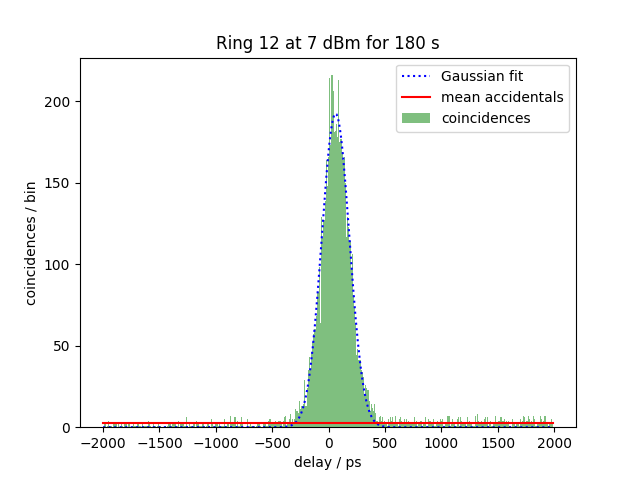 Ring 12 at 7 dBm for 180 s
Gaussian fit
mean accidentals
coincidences
coincidences / bin
200
150
100
50
0
−2000 −1500 −1000 −500 0 500 1000 1500 2000
delay / ps